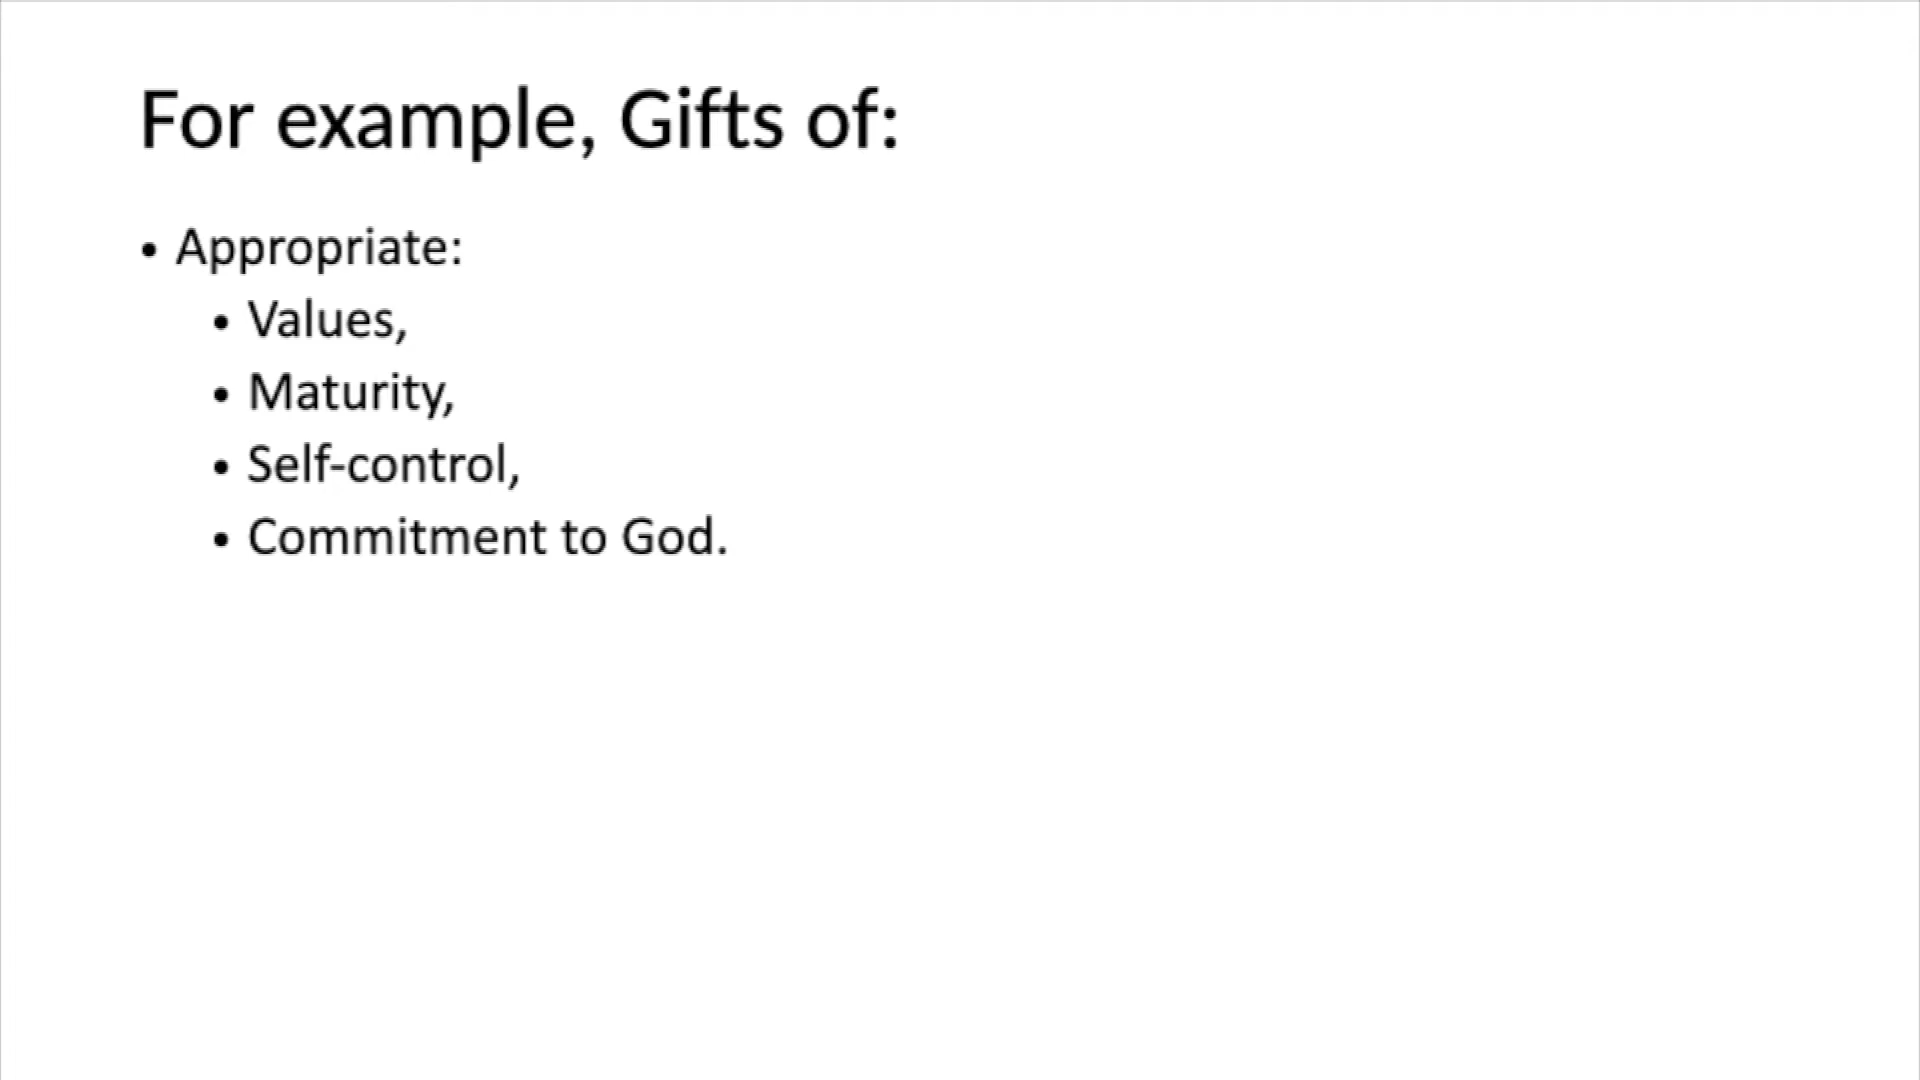 For example, Gifts of:
• Appropriate:
• Values,
• Maturity,
• Self-control,
• Commitment to God.